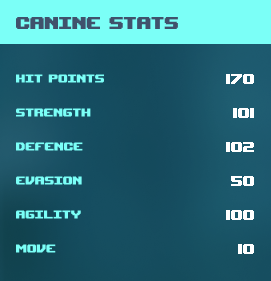 CANINE STATS
HIT POINTS 170
STRENGTH 101
DEFENCE 102
EVASION 50
AGILITY 100
MOVE 10